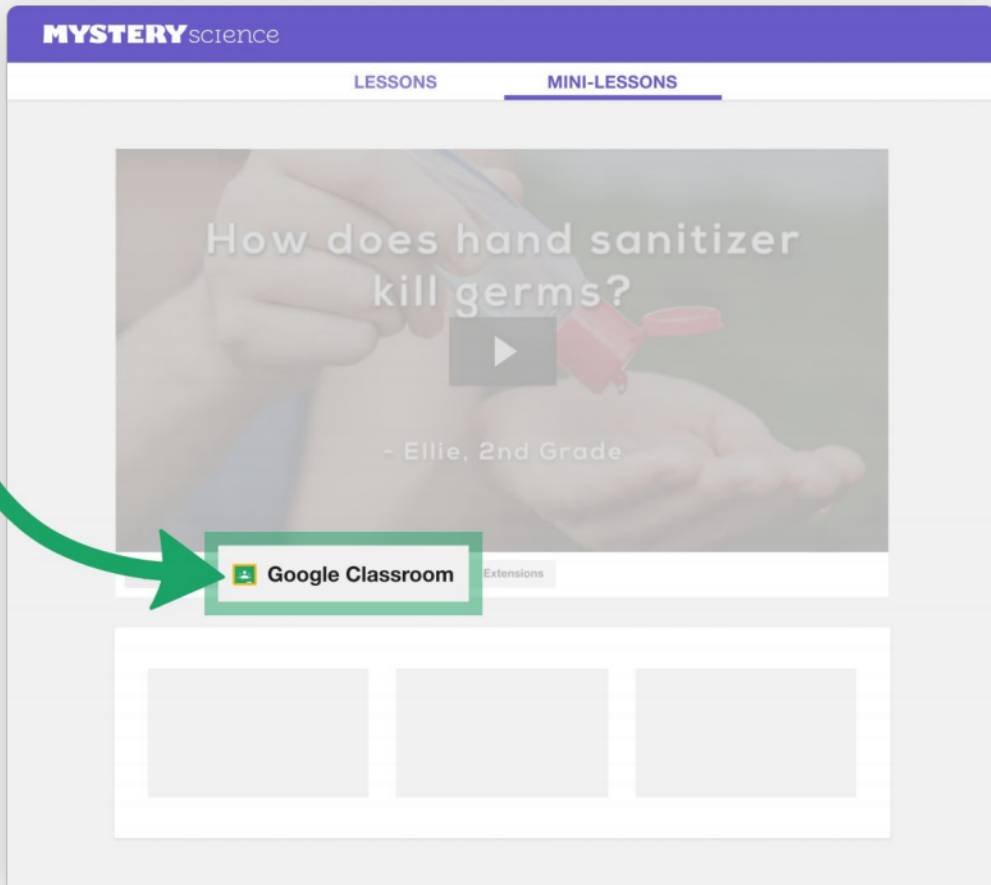 MYSTERYscience
LESSONS MINI-LESSONS
How does hand sanitizer
kill germs?
- Ellie, 2nd Grade
Google Classroom Extensions